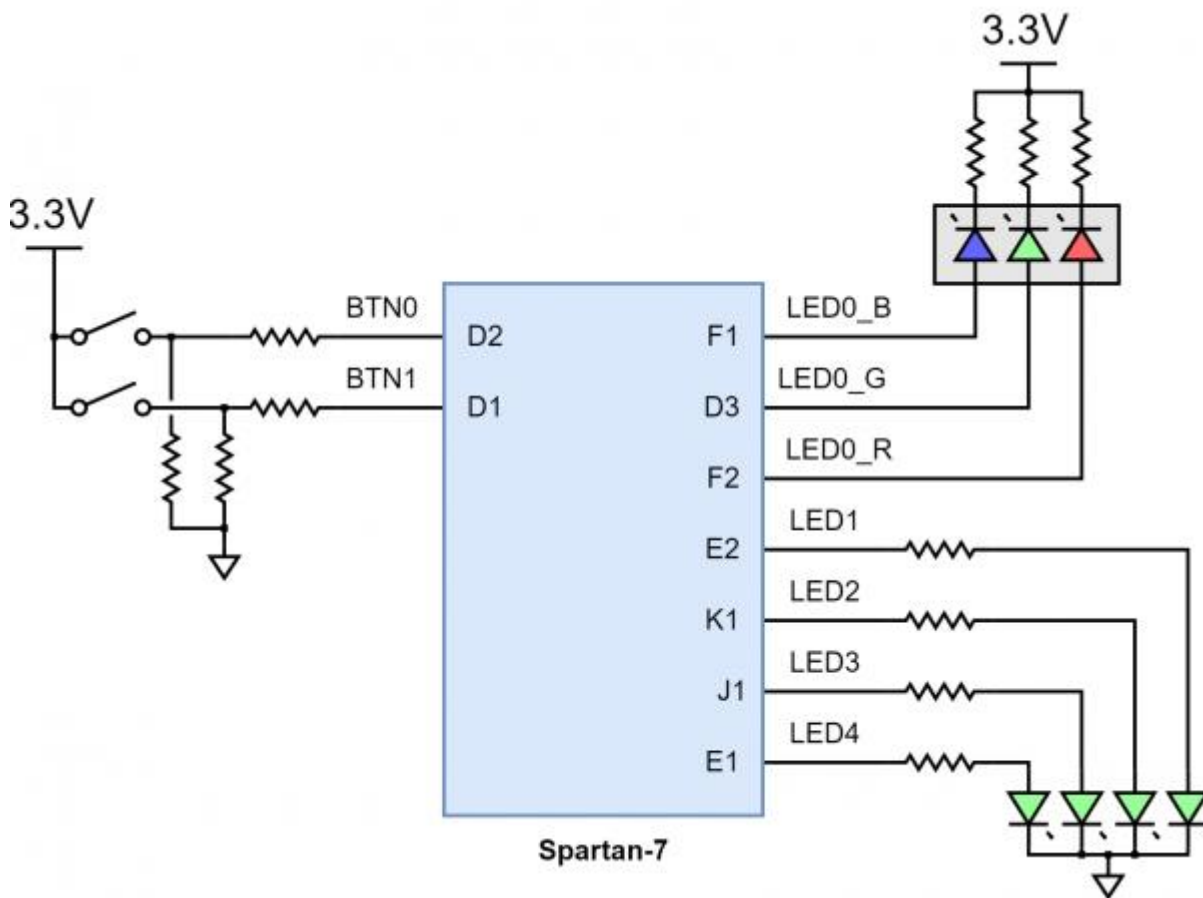 3.3V
3.3V
BTN0
D2
F1
LED0_B
BTN1
D1
D3
LED0_G
F2
LED0_R
E2
LED1
K1
LED2
J1
LED3
E1
LED4
Spartan-7